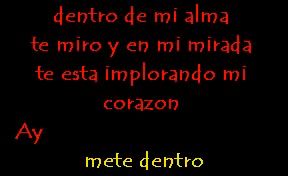 dentro de mi alma
te miro y en mi mirada
te esta implorando mi
corazon
Ay
mete dentro